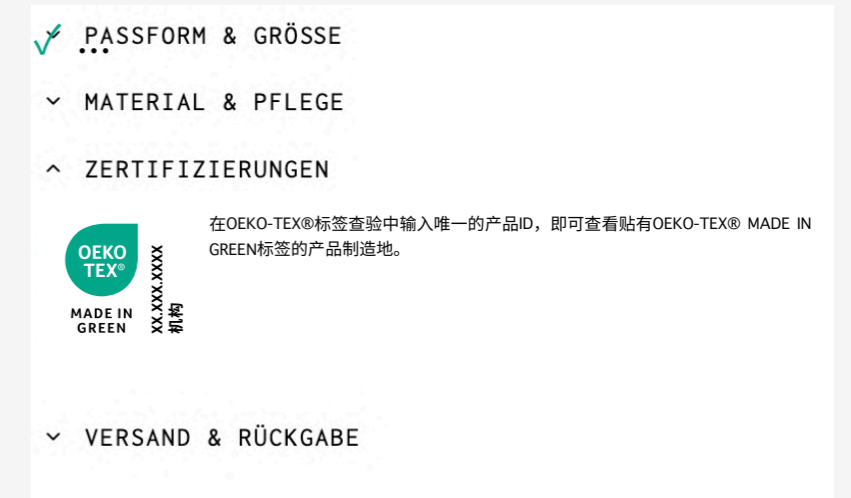 PASSFORM & GRÖSSE
MATERIAL & PFLEGE
ZERTIFIZIERUNGEN
OEKO
TEX®
MADE IN
GREEN
XX.XXX.XXXX
机构
在OEKO-TEX®标签查验中输入唯一的产品ID，即可查看贴有OEKO-TEX® MADE IN
GREEN标签的产品制造地。
VERSAND & RÜCKGABE